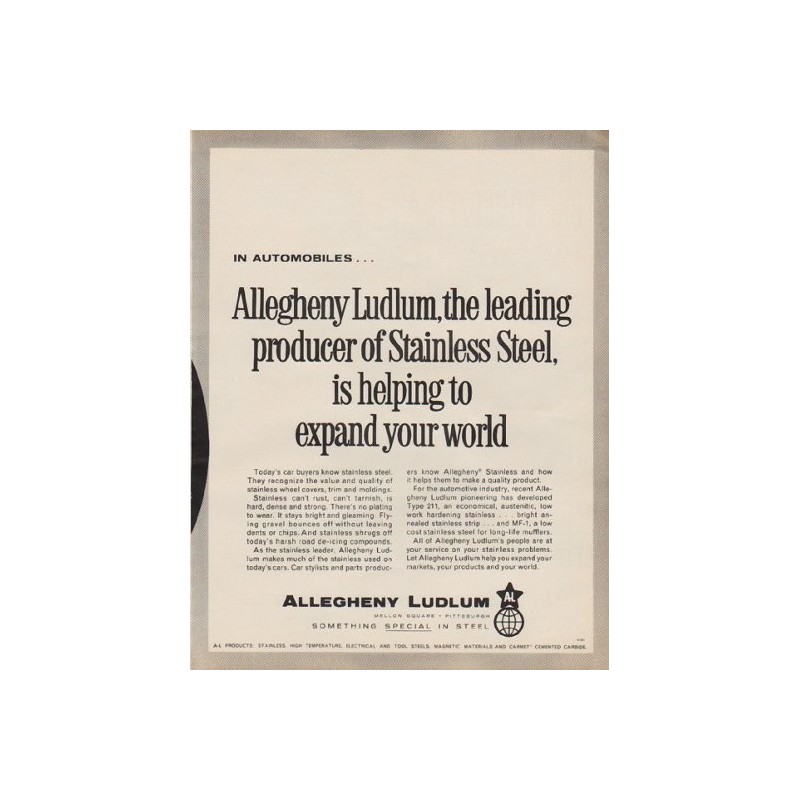 IN AUTOMOBILES...
Allegheny Ludlum, the leading
producer of Stainless Steel,
is helping to
expand your world
Today's car buyers know stainless steel.
They recognize the value and quality of
stainless wheel covers, trim and moldings.
Stainless can't rust, can't tarnish, is
hard, dense and strong. There's no plating
to wear. It stays bright and gleaming. Fly-
ing gravel bounces off without leaving
dents or chips. And stainless shrugs off
today's harsh road de-icing compounds.
As the stainless leader, Allegheny Lud-
lum makes much of the stainless used on
today's cars. Car stylists and parts produc-
ers know Allegheny® Stainless and how
it helps them to make a quality product.
For the automotive industry, recent Alle-
gheny Ludlum pioneering has developed
Type 211, an economical, austenitic, low
work hardening stainless . . . bright an-
nealed stainless strip . . . and MF-1, a low
cost stainless steel for long-life mufflers.
All of Allegheny Ludlum's people are at
your service on your stainless problems.
Let Allegheny Ludlum help you expand your
markets, your products and your world.
ALLEGHENY LUDLUM
MELLON SQUARE • PITTSBURGH
SOMETHING SPECIAL IN STEEL
AL
A-L PRODUCTS: STAINLESS, HIGH TEMPERATURE, ELECTRICAL AND TOOL STEELS, MAGNETIC MATERIALS AND CARMET® CEMENTED CARBIDE.